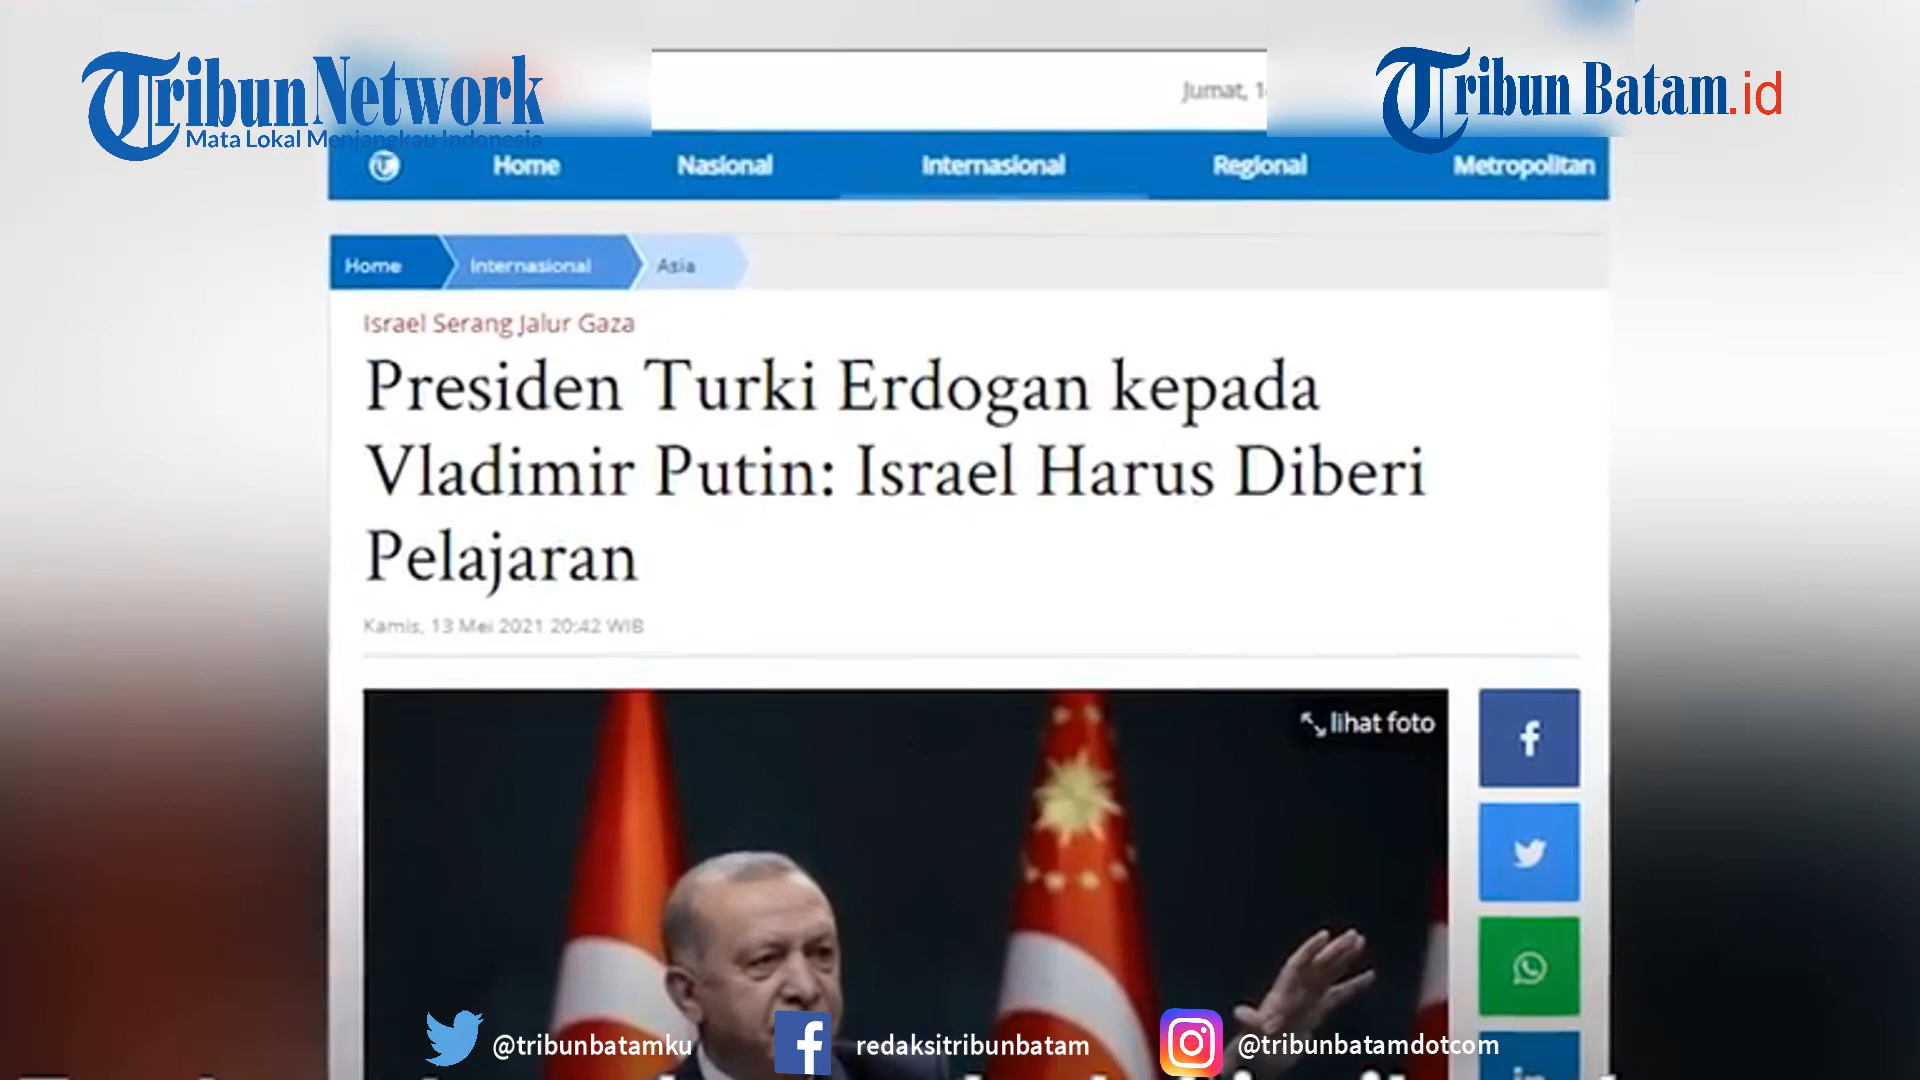 Tribun Network
Mata Lokal Menjangkau Indonesia
Jumat, 1
Tribun Batam.id
Home Nasional Internasional Regional Metropolitan
Home Internasional Asia
Israel Serang Jalur Gaza
Presiden Turki Erdogan kepada
Vladimir Putin: Israel Harus Diberi
Pelajaran
Kamis, 13 Mei 2021 20:42 WIB
lihat foto
@tribunbatamku redaksitribunbatam @tribunbatamdotcom